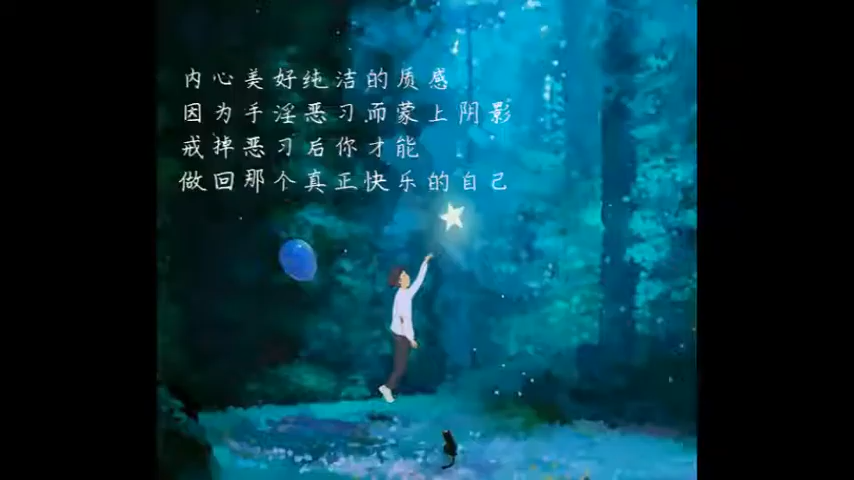 内心美好纯洁的质感
因为手淫恶习而蒙上阴影
戒掉恶习后你才能
做回那个真正快乐的自己